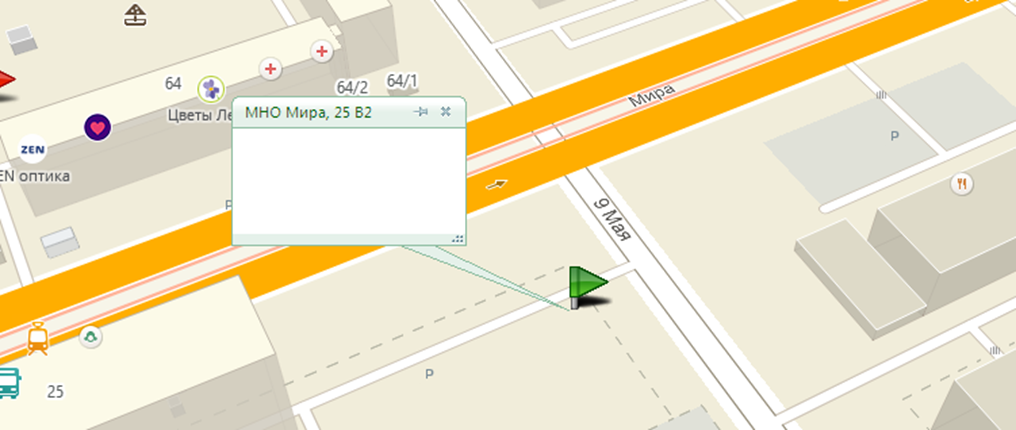 64
64/2
64/1
Мира
Цветы Ле
МНО Мира, 25 В2
ZEN
EN оптика
P
P
9 Мая
P
25